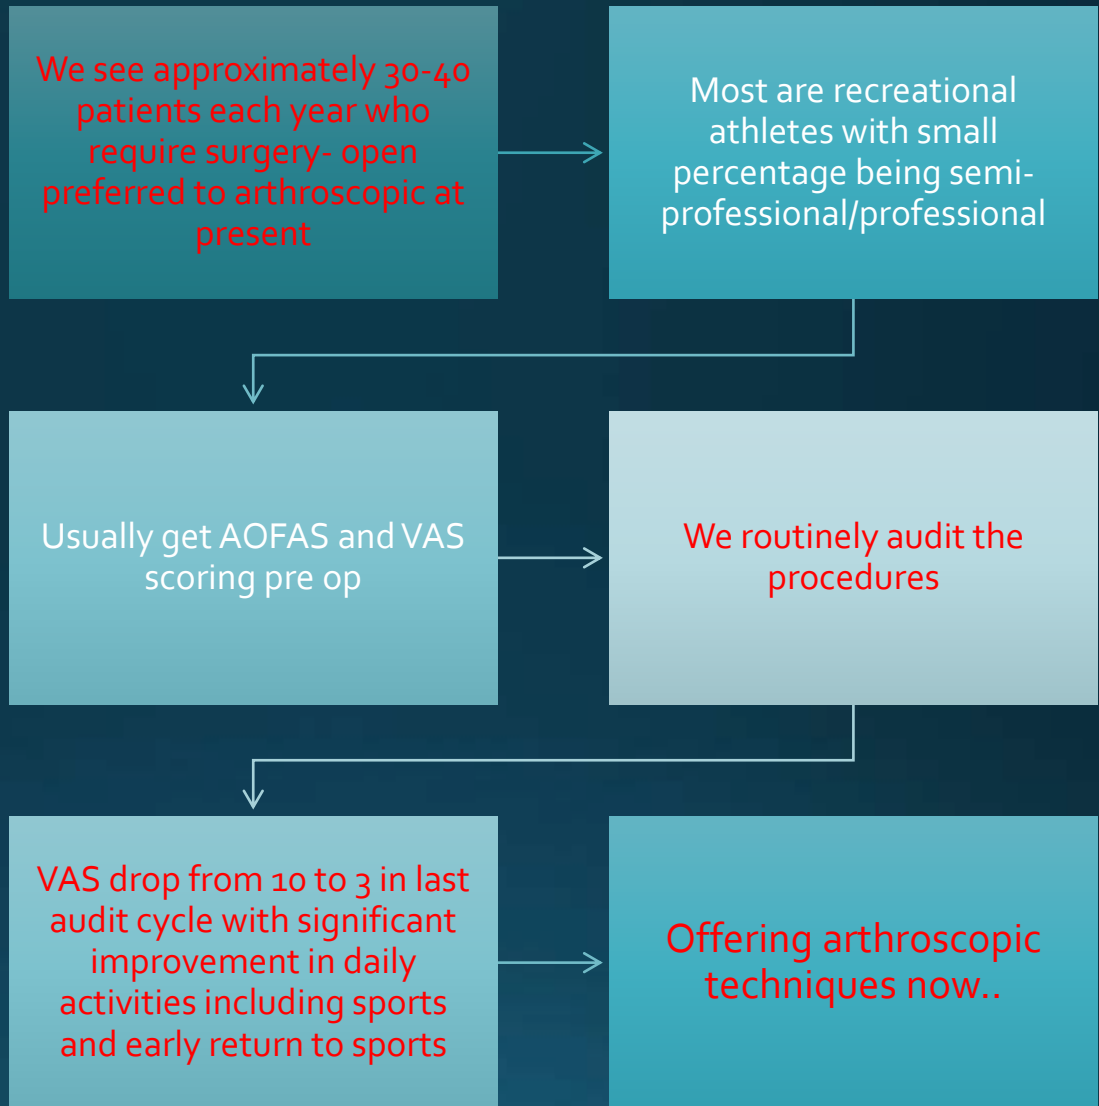 We see approximately 30-40
patients each year who
require surgery- open
preferred to arthroscopic at
present
Most are recreational
athletes with small
percentage being semi-
professional/professional
Usually get AOFAS and VAS
scoring pre op
We routinely audit the
procedures
VAS drop from 10 to 3 in last
audit cycle with significant
improvement in daily
activities including sports
and early return to sports
Offering arthroscopic
techniques now..